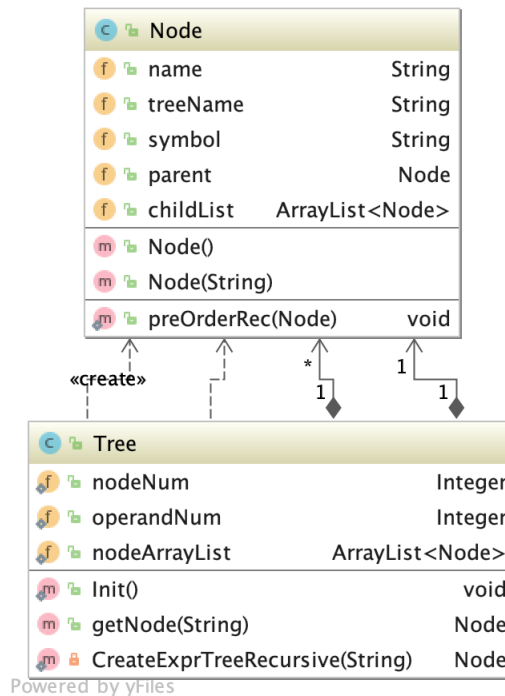 Node
name String
treeName String
symbol String
parent Node
childList ArrayList<Node>
Node()
Node(String)
preOrderRec(Node) void
«create»
*
1
1
1
Tree
nodeNum Integer
operandNum Integer
nodeArrayList ArrayList<Node>
Init() void
getNode(String) Node
CreateExprTreeRecursive(String) Node
Powered by yFiles